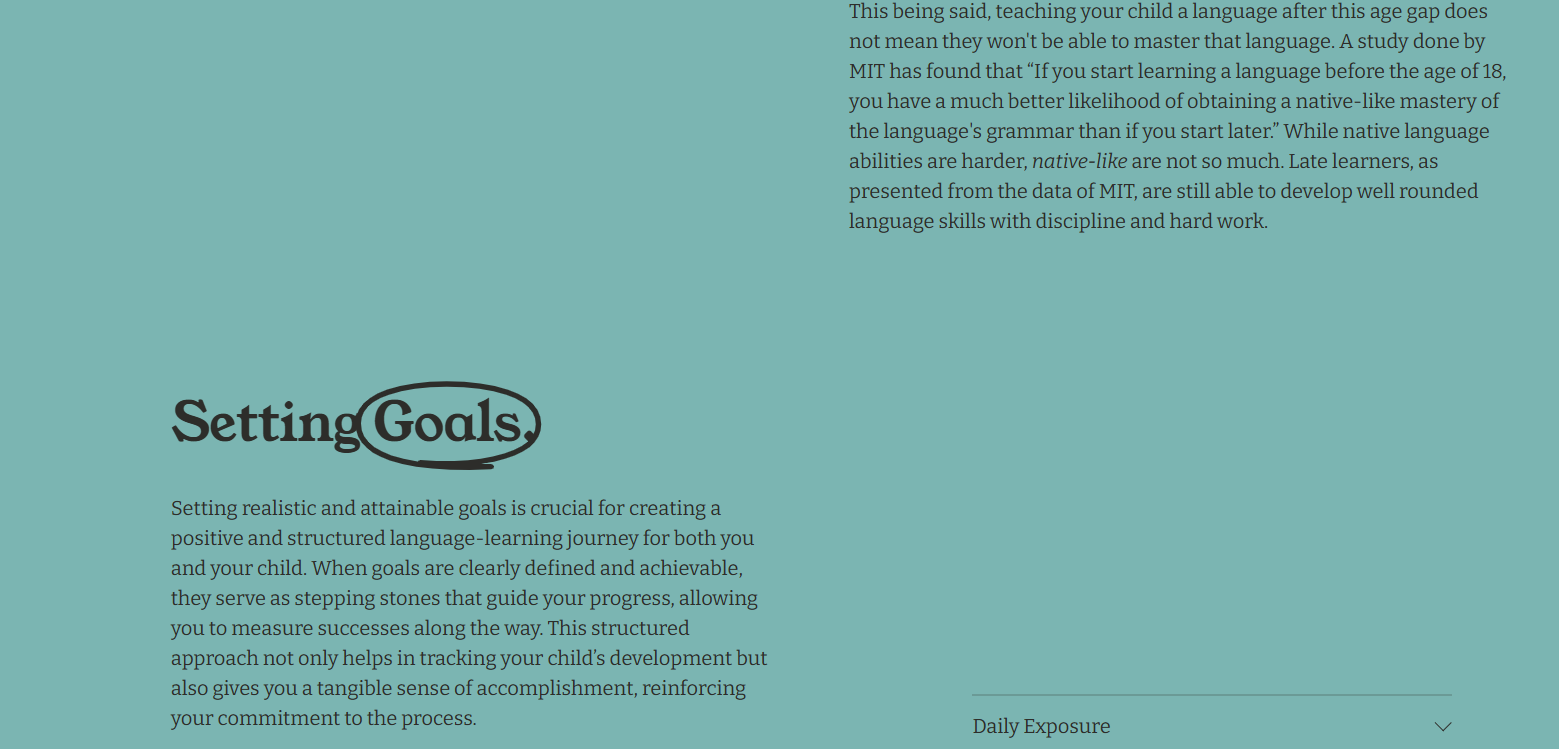 This being said, teaching your child a language after this age gap does
not mean they won't be able to master that language. A study done by
MIT has found that “If you start learning a language before the age of 18,
you have a much better likelihood of obtaining a native-like mastery of
the language's grammar than if you start later.” While native language
abilities are harder, native-like are not so much. Late learners, as
presented from the data of MIT, are still able to develop well rounded
language skills with discipline and hard work.
Setting Goals.
Setting realistic and attainable goals is crucial for creating a
positive and structured language-learning journey for both you
and your child. When goals are clearly defined and achievable,
they serve as stepping stones that guide your progress, allowing
you to measure successes along the way. This structured
approach not only helps in tracking your child’s development but
also gives you a tangible sense of accomplishment, reinforcing
your commitment to the process.
Daily Exposure